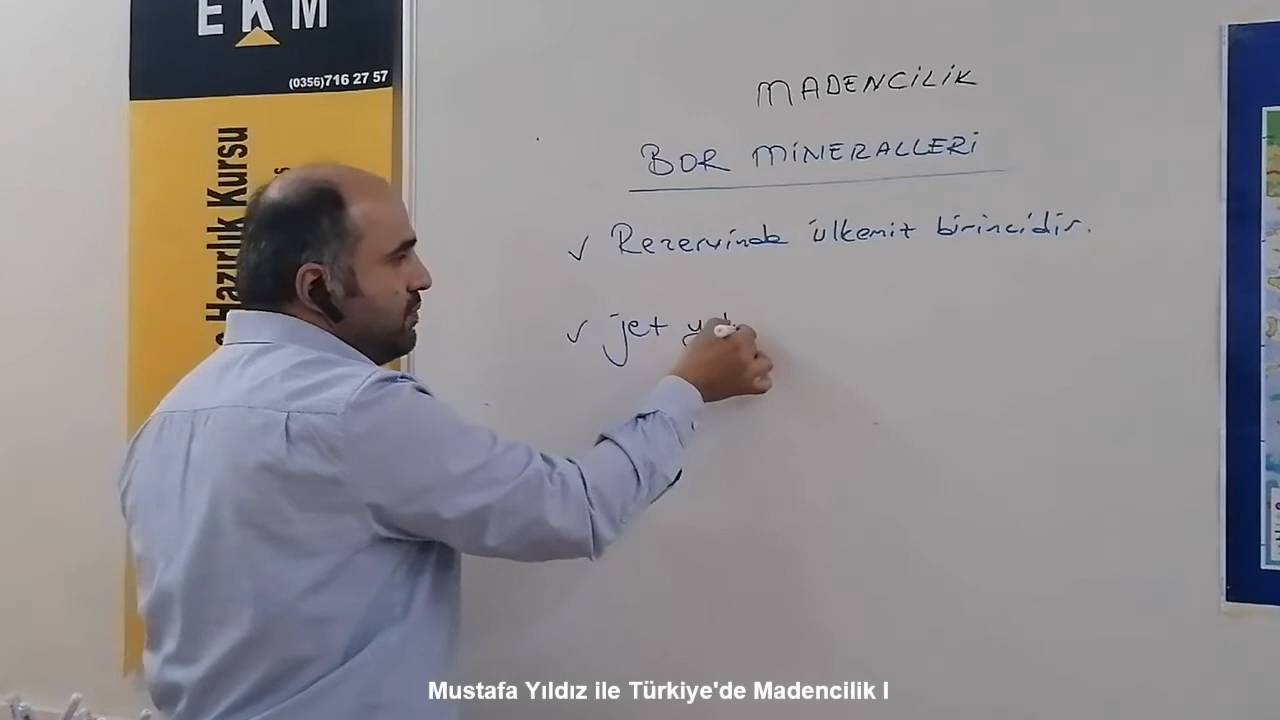 EKM
(0356)716 27 57
Hazırlık Kursu
MADENCİLİK
BOR MİNERALLERİ
✓ Rezervinde ülkemiz birincidir.
✓ jet
Mustafa Yıldız ile Türkiye'de Madencilik I